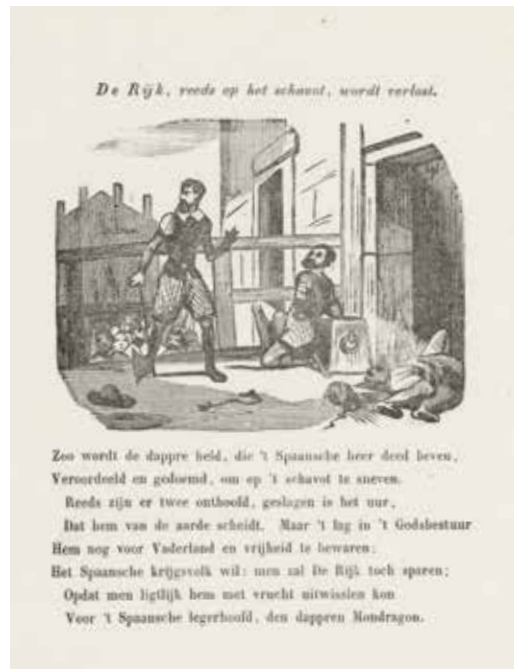 De Rijk, reeds op het schavot, wordt verlost.
Zoo wordt de dappre held, die 't Spaansche heer deed beven,
Veroordeeld en gedoemd, om op 't schavot te sneven.
Reeds zijn er twee onthoofd, geslagen is het uur,
Dat hem van de aarde scheidt. Maar 't lag in 't Godsbestuur
Hem nog voor Vaderland en vrijheid te bewaren;
Het Spaansche krijgsvolk wil: men zal De Rijk toch sparen;
Opdat men ligtlijk hem met vrucht uitwisslen kon
Voor 't Spaansche legerhoofd, den dappren Mondragon.